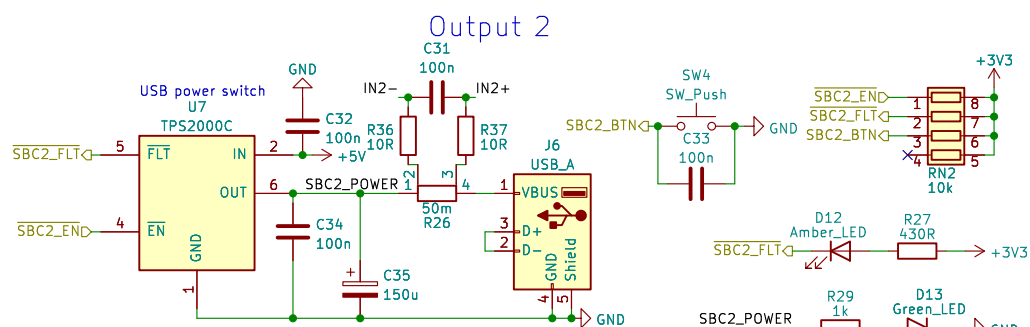 Output 2
USB power switch
U7
TPS2000C
SBC2_FLT
5
FLT
IN
2
+5V
OUT
6
SBC2_EN
4
EN
GND
1
GND
C32
100n
C34
100n
C35
150u
+
SBC2_POWER
IN2-
C31
100n
IN2+
R36
10R
R37
10R
1
2
3
4
50m
R26
J6
USB_A
1
VBUS
3
D+
2
D-
GND
Shield
4
5
GND
SW4
SW_Push
SBC2_BTN
GND
C33
100n
+3V3
SBC2_EN
1
8
SBC2_FLT
2
7
SBC2_BTN
3
6
4
5
RN2
10k
D12
Amber_LED
SBC2_FLT
R27
430R
+3V3
SBC2_POWER
R29
1k
D13
Green_LED
GND